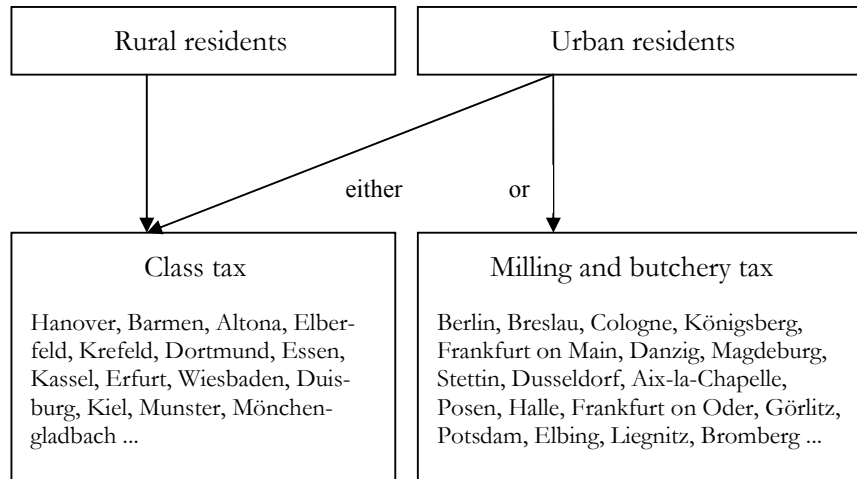 Rural residents
Urban residents
either
or
Class tax
Hanover, Barmen, Altona, Elber-
feld, Krefeld, Dortmund, Essen,
Kassel, Erfurt, Wiesbaden, Duis-
burg, Kiel, Munster, Mönchen-
gladbach ...
Milling and butchery tax
Berlin, Breslau, Cologne, Königsberg,
Frankfurt on Main, Danzig, Magdeburg,
Stettin, Dusseldorf, Aix-la-Chapelle,
Posen, Halle, Frankfurt on Oder, Görlitz,
Potsdam, Elbing, Liegnitz, Bromberg ...